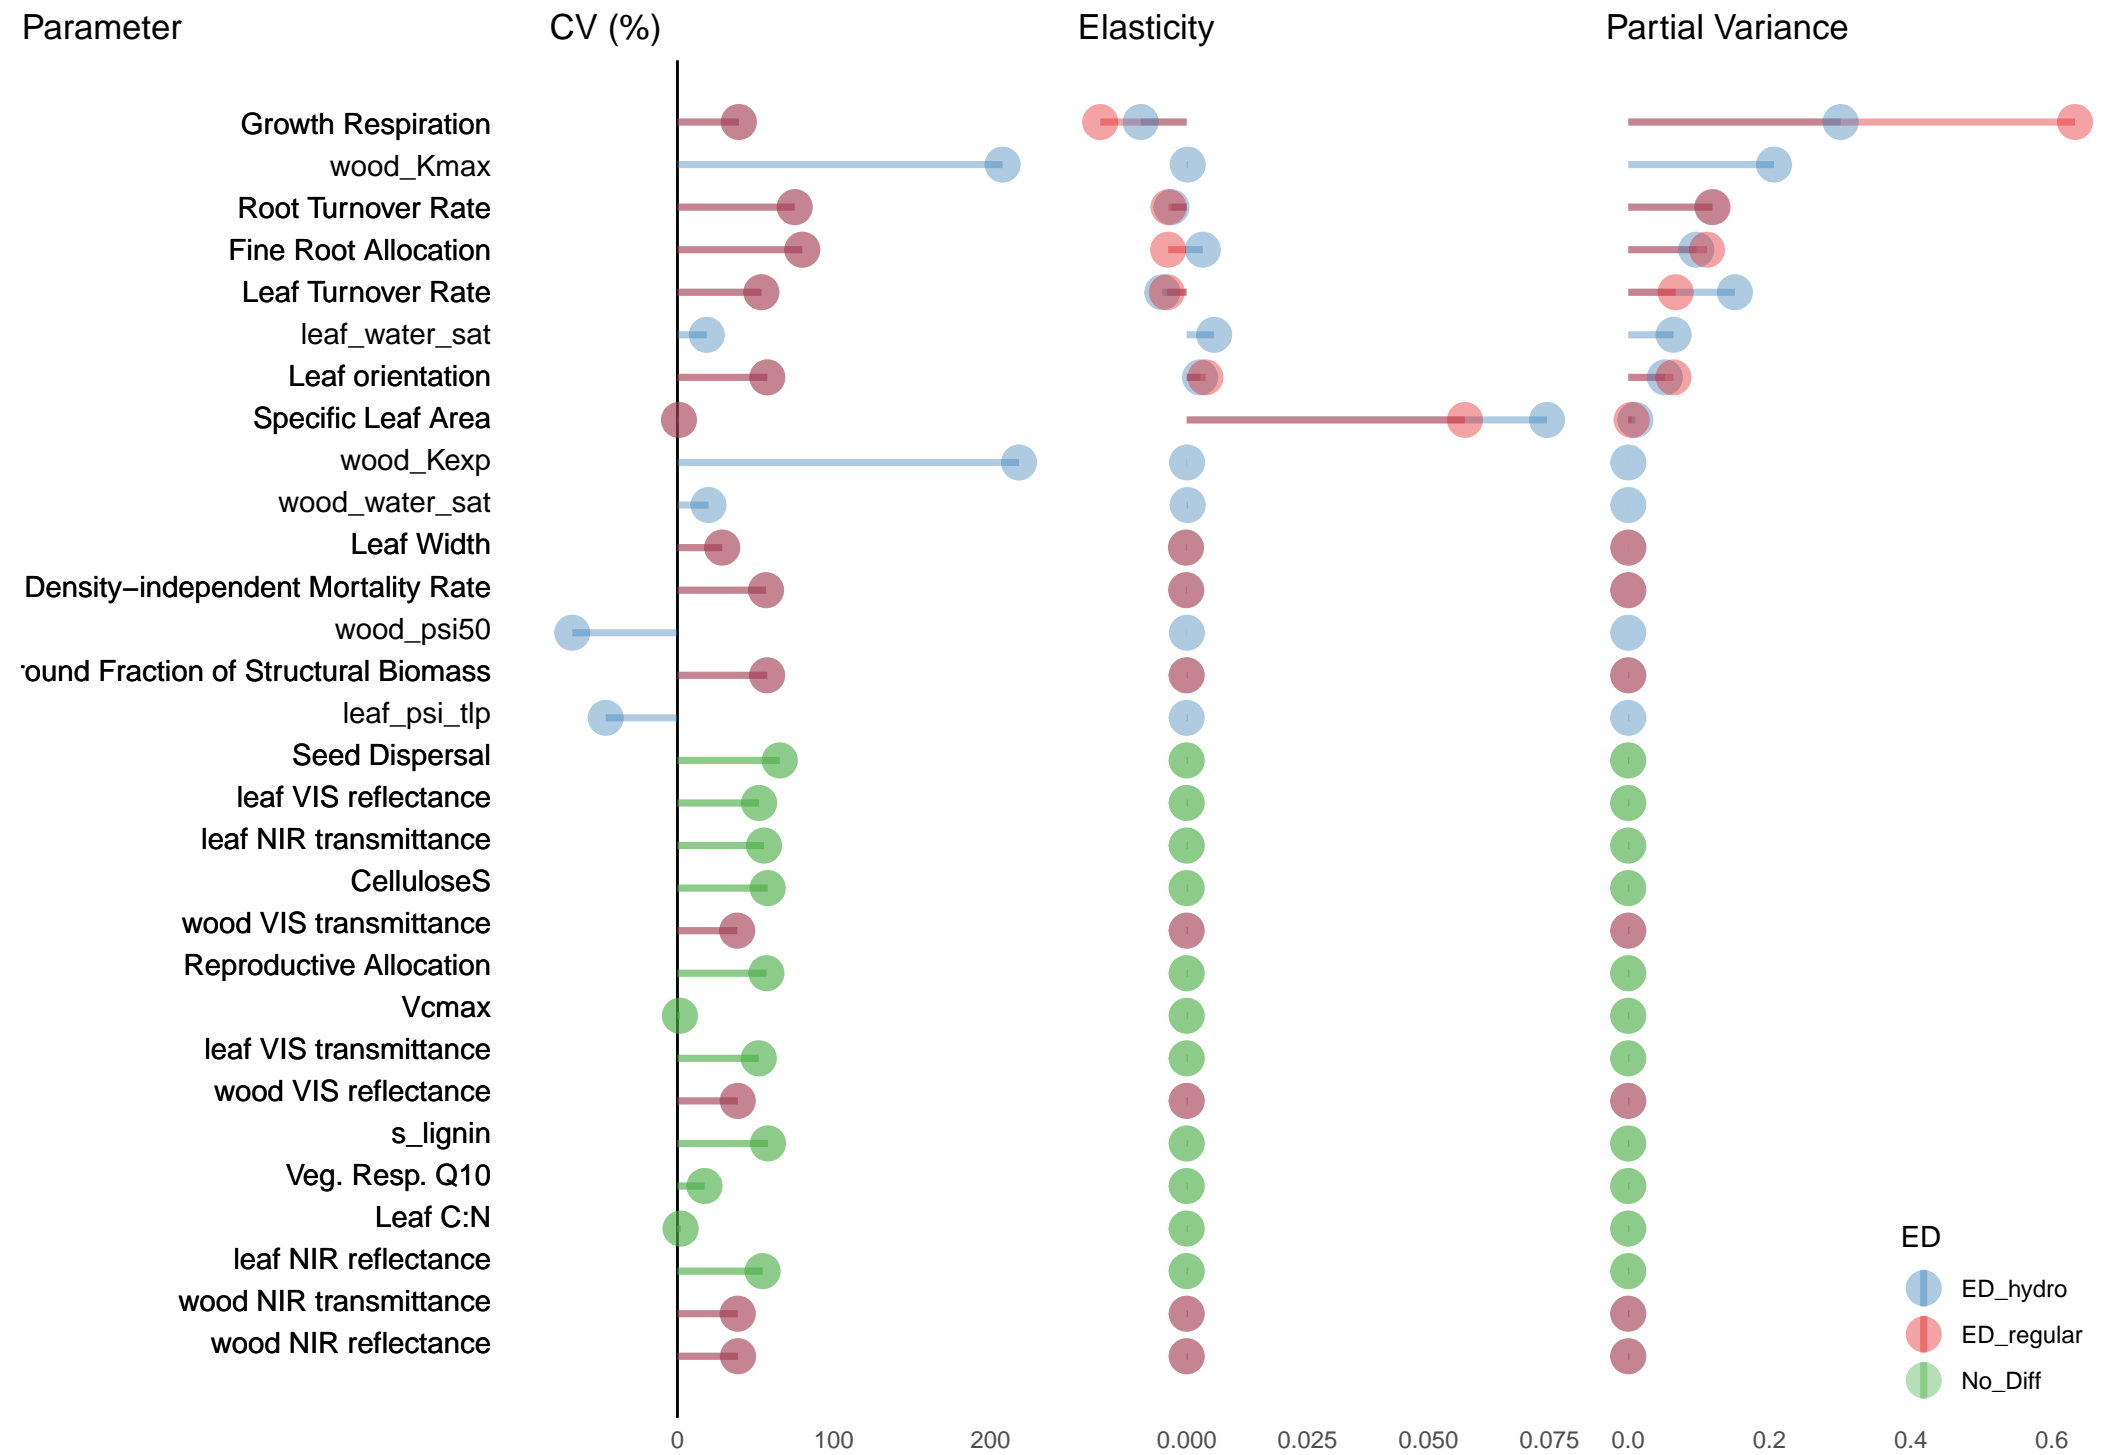 Parameter CV (%) Elasticity Partial Variance
Growth Respiration
wood_Kmax
Root Turnover Rate
Fine Root Allocation
Leaf Turnover Rate
leaf_water_sat
Leaf orientation
Specific Leaf Area
wood_Kexp
wood_water_sat
Leaf Width
Density−independent Mortality Rate
wood_psi50
ound Fraction of Structural Biomass
leaf_psi_tlp
Seed Dispersal
leaf VIS reflectance
leaf NIR transmittance
CelluloseS
wood VIS transmittance
Reproductive Allocation
Vcmax
leaf VIS transmittance
wood VIS reflectance
s_lignin
Veg. Resp. Q10
Leaf C:N
leaf NIR reflectance
wood NIR transmittance
wood NIR reflectance
ED
ED_hydro
ED_regular
No_Diff
0 100 200 0.000 0.025 0.050 0.075 0.0 0.2 0.4 0.6